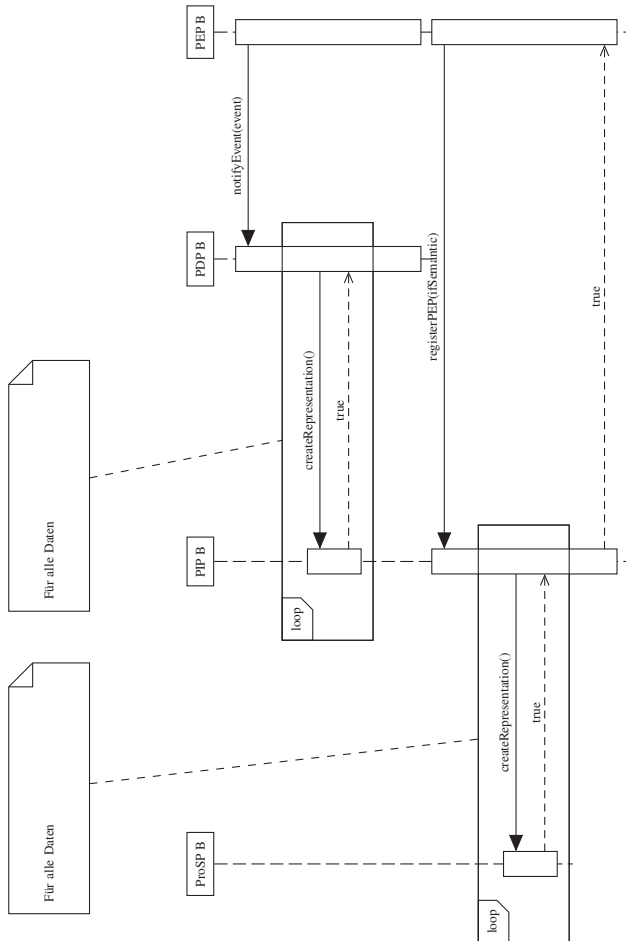 Für alle Daten
Für alle Daten
ProSP B
PIP B
PDP B
PEP B
notifyEvent(event)
loop
createRepresentation()
true
registerPEP(ifSemantic)
loop
createRepresentation()
true
true